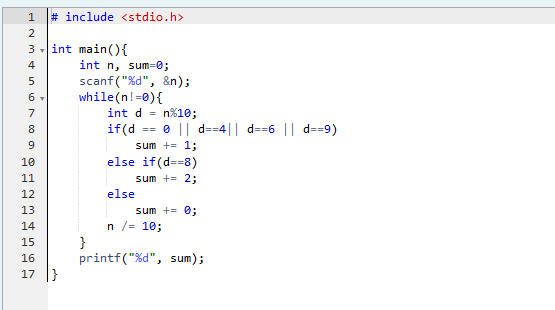 1 # include <stdio.h>
2
3 int main(){
4     int n, sum=0;
5     scanf("%d", &n);
6     while(n!=0){
7         int d = n%10;
8         if(d == 0 || d==4|| d==6 || d==9)
9             sum += 1;
10         else if(d==8)
11             sum += 2;
12         else
13             sum += 0;
14         n /= 10;
15     }
16     printf("%d", sum);
17 }